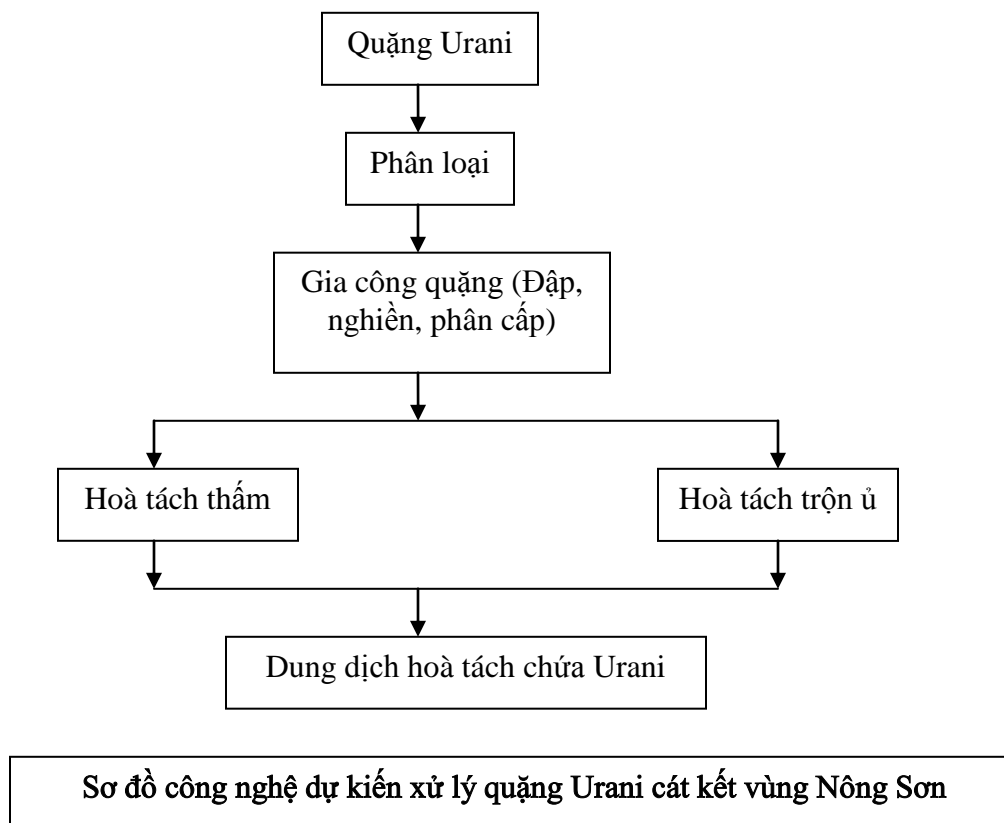 Quặng Urani
Phân loại
Gia công quặng (Đập,
nghiền, phân cấp)
Hoà tách thấm
Hoà tách trộn ủ
Dung dịch hoà tách chứa Urani
Sơ đồ công nghệ dự kiến xử lý quặng Urani cát kết vùng Nông Sơn